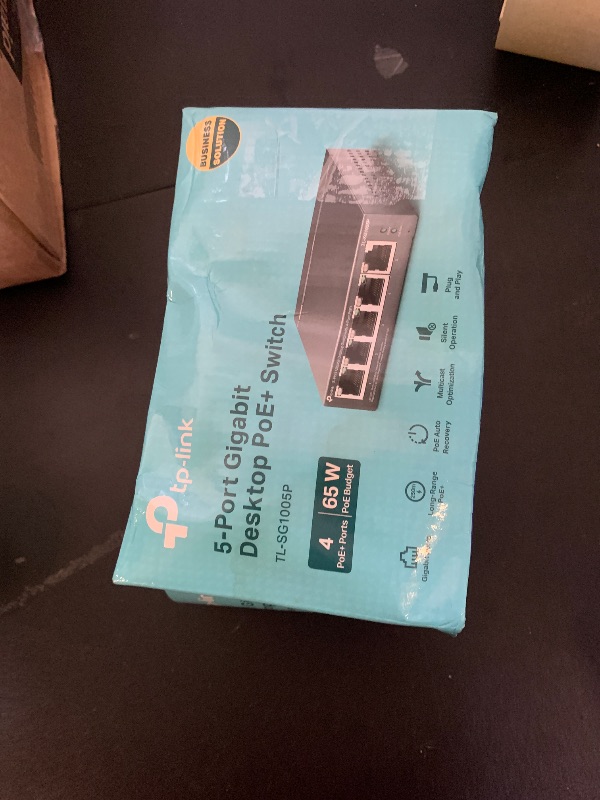 BUSINESS
SOLUTION
tp-link
5-Port Gigabit
Desktop PoE+ Switch
TL-SG1005P
4
PoE+ Ports
65 W
PoE Budget
Gigabit
Long-Range
PoE+
PoE Auto
Recovery
Multicast
Optimization
Silent
Operation
Plug
and Play